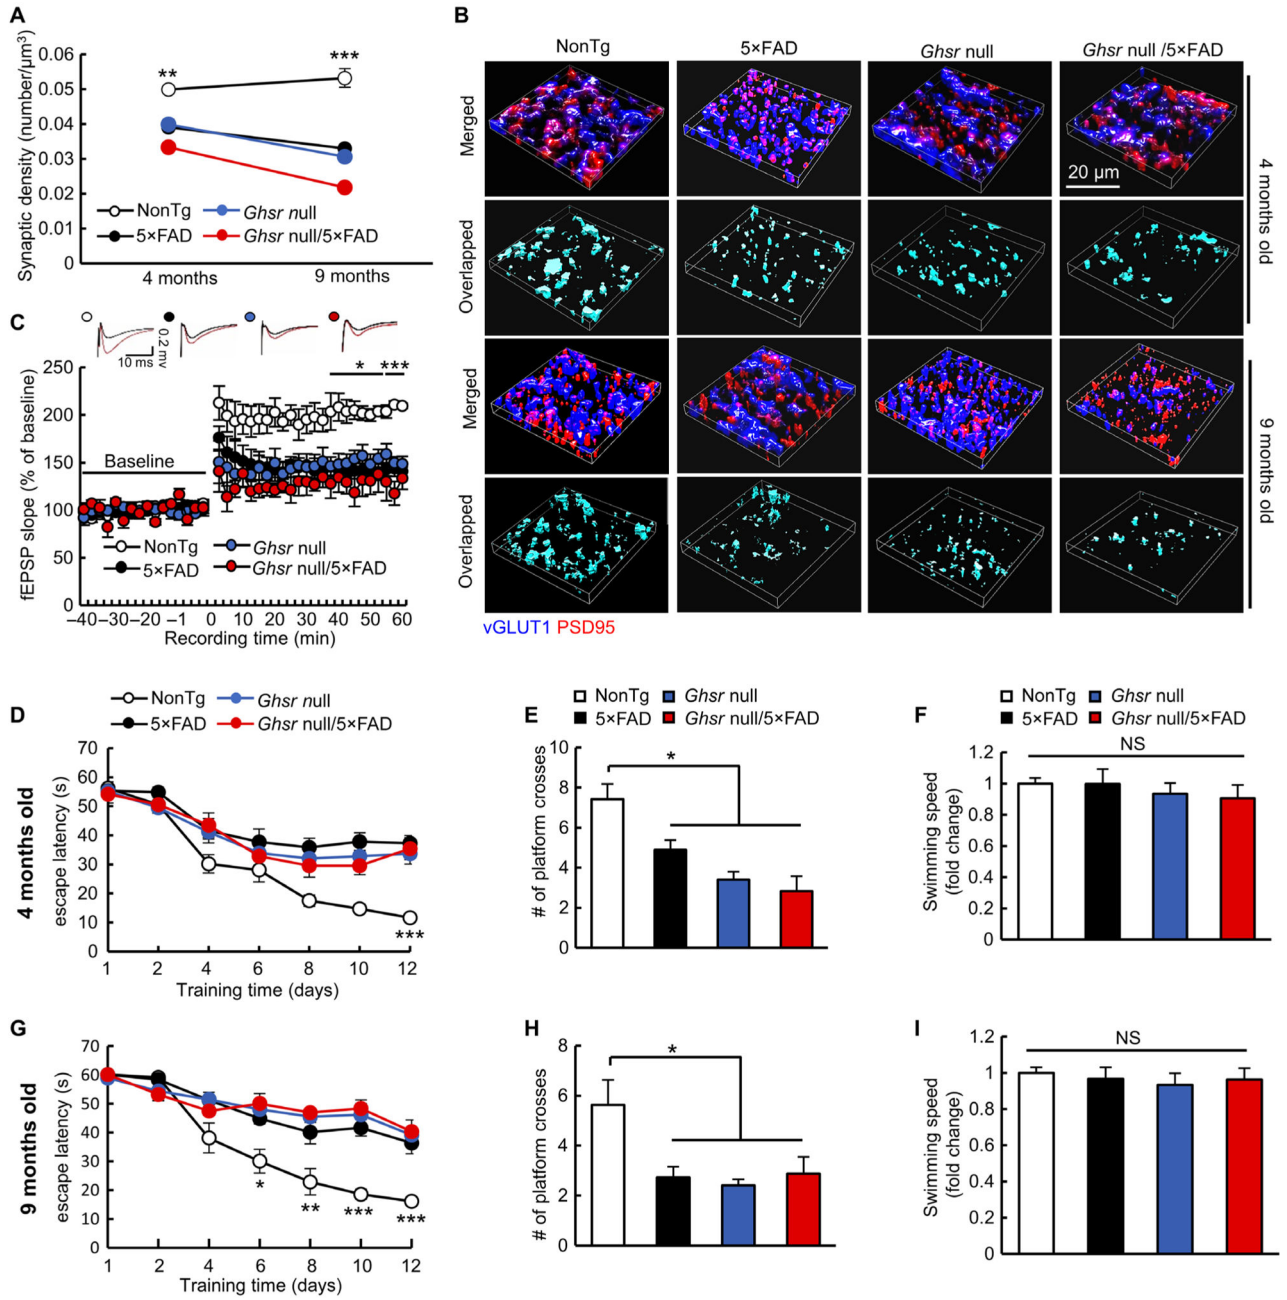 A
Synaptic density (number/µm³)
0.06
0.05
0.04
0.03
0.02
0.01
0
**
***
NonTg
Ghsr null
5×FAD
Ghsr null/5×FAD
4 months
9 months
B
NonTg
5×FAD
Ghsr null
Ghsr null /5×FAD
Merged
Overlapped
Merged
Overlapped
20 µm
4 months old
9 months old
vGLUT1 PSD95
C
0.2 mv
10 ms
fEPSP slope (% of baseline)
250
200
150
100
50
0
*
***
Baseline
NonTg
Ghsr null
5×FAD
Ghsr null/5×FAD
−40 −30 −20 −1 0 10 20 30 40 50 60
Recording time (min)
D
NonTg
Ghsr null
5×FAD
Ghsr null/5×FAD
4 months old
escape latency (s)
70
60
50
40
30
20
10
0
***
1 2 4 6 8 10 12
Training time (days)
E
NonTg
Ghsr null
5×FAD
Ghsr null/5×FAD
# of platform crosses
10
8
6
4
2
0
*
F
NonTg
Ghsr null
5×FAD
Ghsr null/5×FAD
Swimming speed
(fold change)
1.2
1
0.8
0.6
0.4
0.2
0
NS
G
9 months old
escape latency (s)
70
60
50
40
30
20
10
0
*
**
***
***
1 2 4 6 8 10 12
Training time (days)
H
# of platform crosses
8
6
4
2
0
*
I
Swimming speed
(fold change)
1.2
1
0.8
0.6
0.4
0.2
0
NS